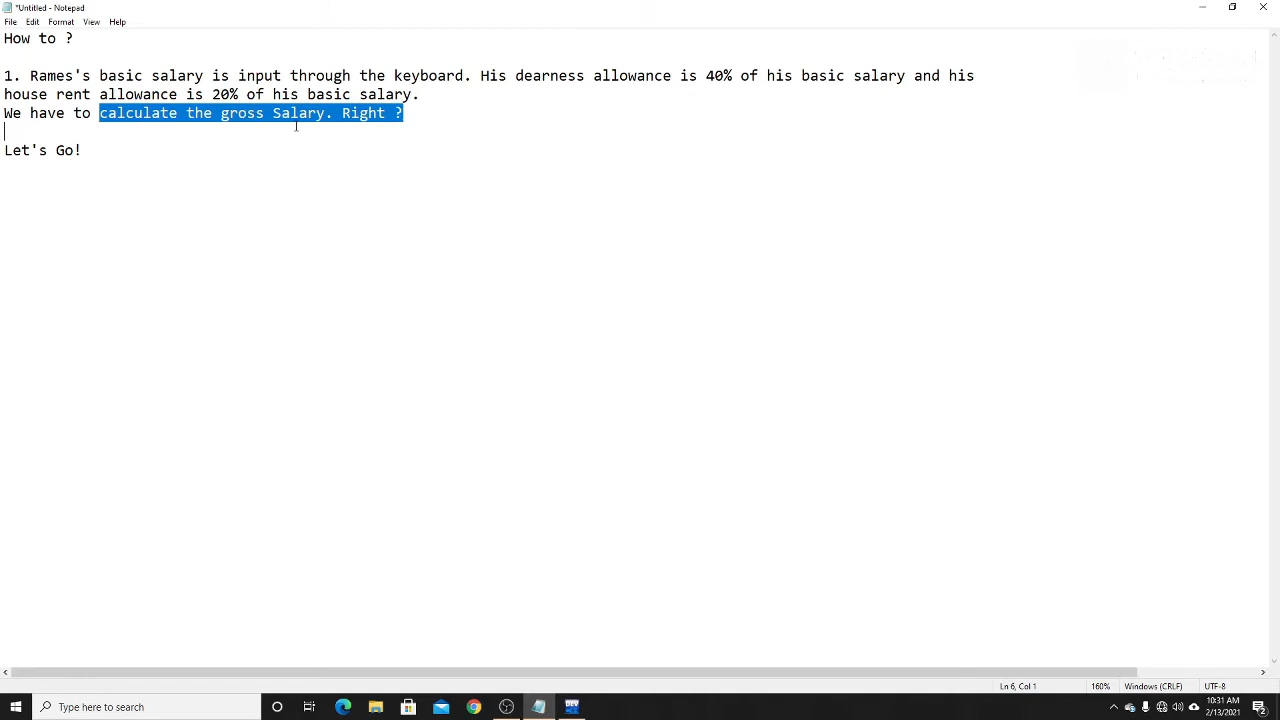 *Untitled - Notepad
File Edit Format View Help
How to ?
1. Rames's basic salary is input through the keyboard. His dearness allowance is 40% of his basic salary and his
house rent allowance is 20% of his basic salary.
We have to calculate the gross Salary. Right ?
Let's Go!
Ln 6, Col 1 160% Windows (CRLF) UTF-8
Type here to search
DEV
10:31 AM
2/13/2021
2